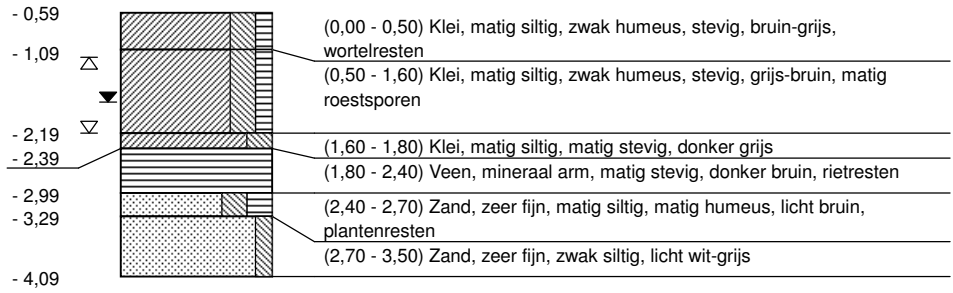 - 0,59
(0,00 - 0,50) Klei, matig siltig, zwak humeus, stevig, bruin-grijs,
wortelresten
- 1,09
(0,50 - 1,60) Klei, matig siltig, zwak humeus, stevig, grijs-bruin, matig
roestsporen
- 2,19
(1,60 - 1,80) Klei, matig siltig, matig stevig, donker grijs
- 2,39
(1,80 - 2,40) Veen, mineraal arm, matig stevig, donker bruin, rietresten
- 2,99
(2,40 - 2,70) Zand, zeer fijn, matig siltig, matig humeus, licht bruin,
plantenresten
- 3,29
(2,70 - 3,50) Zand, zeer fijn, zwak siltig, licht wit-grijs
- 4,09